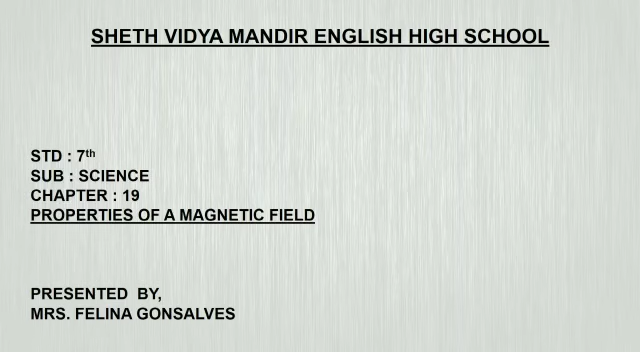 SHETH VIDYA MANDIR ENGLISH HIGH SCHOOL
STD : 7th
SUB : SCIENCE
CHAPTER : 19
PROPERTIES OF A MAGNETIC FIELD
PRESENTED BY,
MRS. FELINA GONSALVES